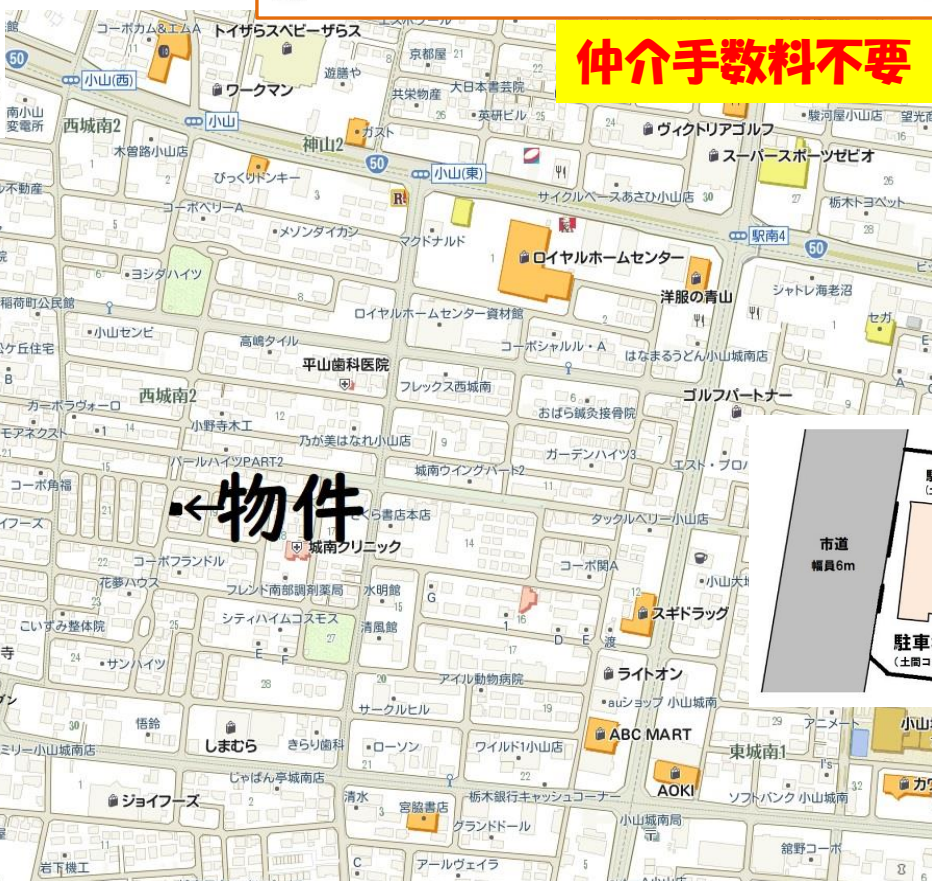 仲介手数料不要
コーポカム&エムA
トイザらスベビーザらス
京都屋
遊膳や
共栄物産
大日本書芸院
50
小山(西)
ワークマン
英研ビル
駿河屋小山店
南小山
変電所
西城南2
小山
神山2
ガスト
ヴィクトリアゴルフ
木曽路小山店
50
小山(東)
スーパースポーツゼビオ
びっくりドンキー
サイクルベースあさひ小山店
栃木トヨペット
コーポベリーA
メゾンダイカン
マクドナルド
駅南4
50
ロイヤルホームセンター
ヨシダハイツ
洋服の青山
シャトレ海老沼
稲荷町公民館
ロイヤルホームセンター資材館
セガ
小山センビ
高嶋タイル
コーポシャルル・A
はなまるうどん小山城南店
平山歯科医院
フレックス西城南
ゴルフパートナー
西城南2
カーボラヴォーロ
おばら鍼灸接骨院
小野寺木工
乃が美はなれ小山店
ガーデンハイツ3
パールハイツPART2
城南ウイングハート2
コーポ角福
←物件
くら書店本店
タックルベリー小山店
市道
幅員6m
城南クリニック
コーポフランドル
コーポ関A
花夢ハウス
フレンド南部調剤薬局
水明館
こいずみ整体院
シティハイムコスモス
清風館
スギドラッグ
駐車
サンハイツ
アイル動物病院
ライトオン
サークルヒル
auショップ 小山城南
悟鈴
しまむら
きらり歯科
ローソン
ワイルド1小山店
ABC MART
アニメート
東城南1
じゃぱん亭城南店
AOKI
ジョイフーズ
清水
宮脇書店
栃木銀行キャッシュコーナー
ソフトバンク 小山城南
グランドドール
小山城南局
舘野コーポ
岩下機工
アールヴェイラ